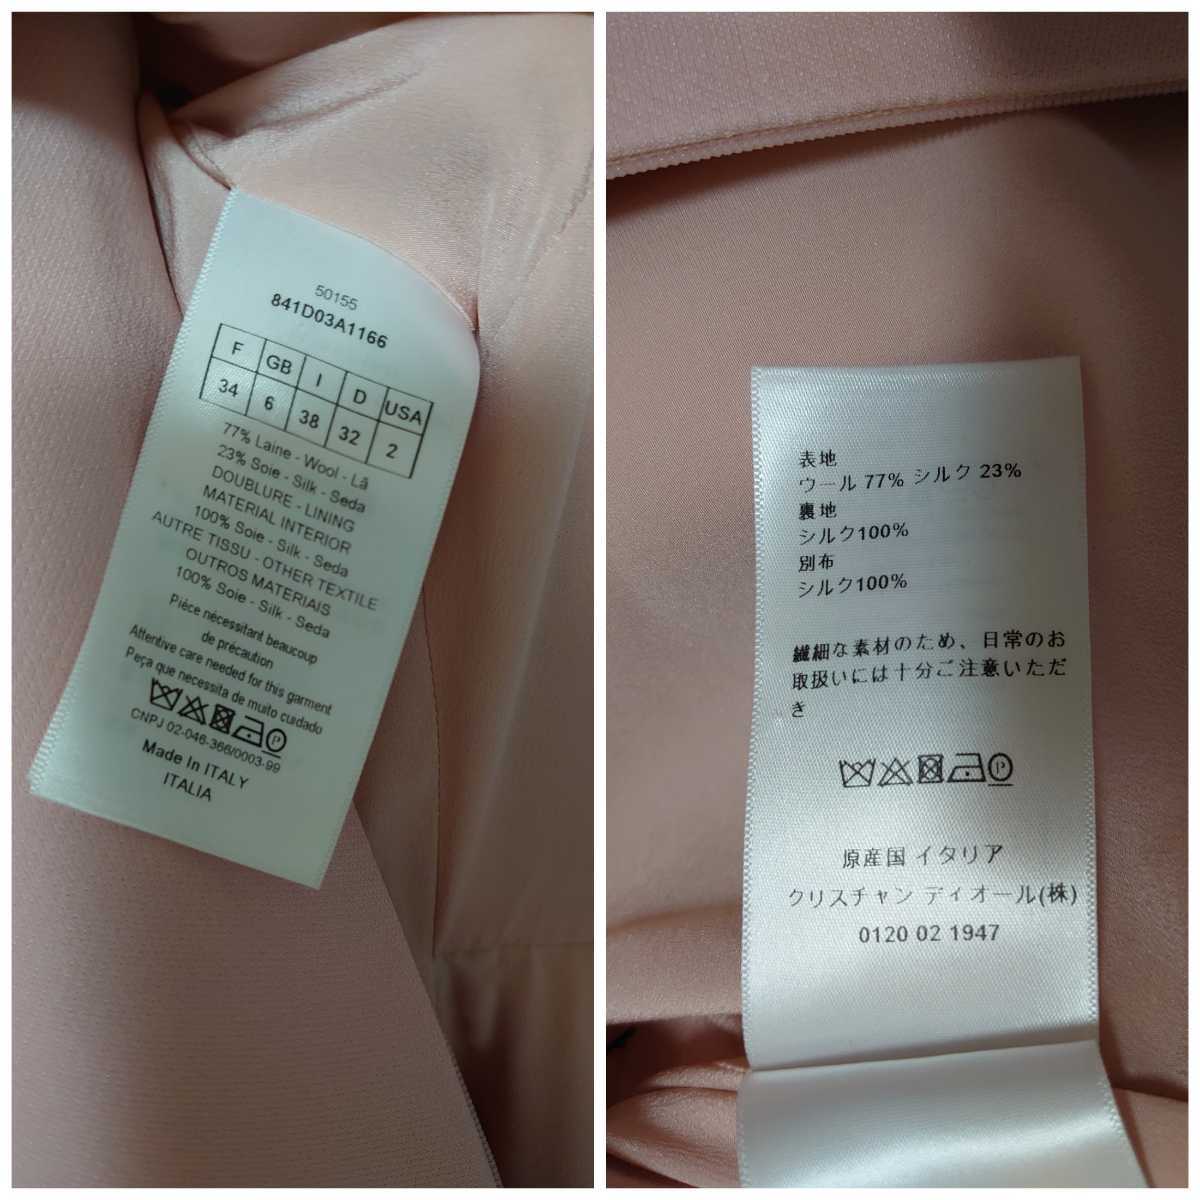 50155
841D03A1166
F GB I D USA
34 6 38 32 2
77% Laine - Wool - Lã
23% Soie - Silk - Seda
DOUBLURE - LINING
MATERIAL INTERIOR
100% Soie - Silk - Seda
AUTRE TISSU - OTHER TEXTILE
OUTROS MATERIAIS
100% Soie - Silk - Seda
Pièce nécessitant beaucoup
de précaution
Attentive care needed for this garment
Peça que necessita de muito cuidado
CNPJ 02-046-366/0003-99
Made In ITALY
ITALIA
表地
ウール 77% シルク 23%
裏地
シルク100%
別布
シルク100%
繊細な素材のため、日常のお
取扱いには十分ご注意いただ
き
P
原産国 イタリア
クリスチャン ディオール(株)
0120 02 1947